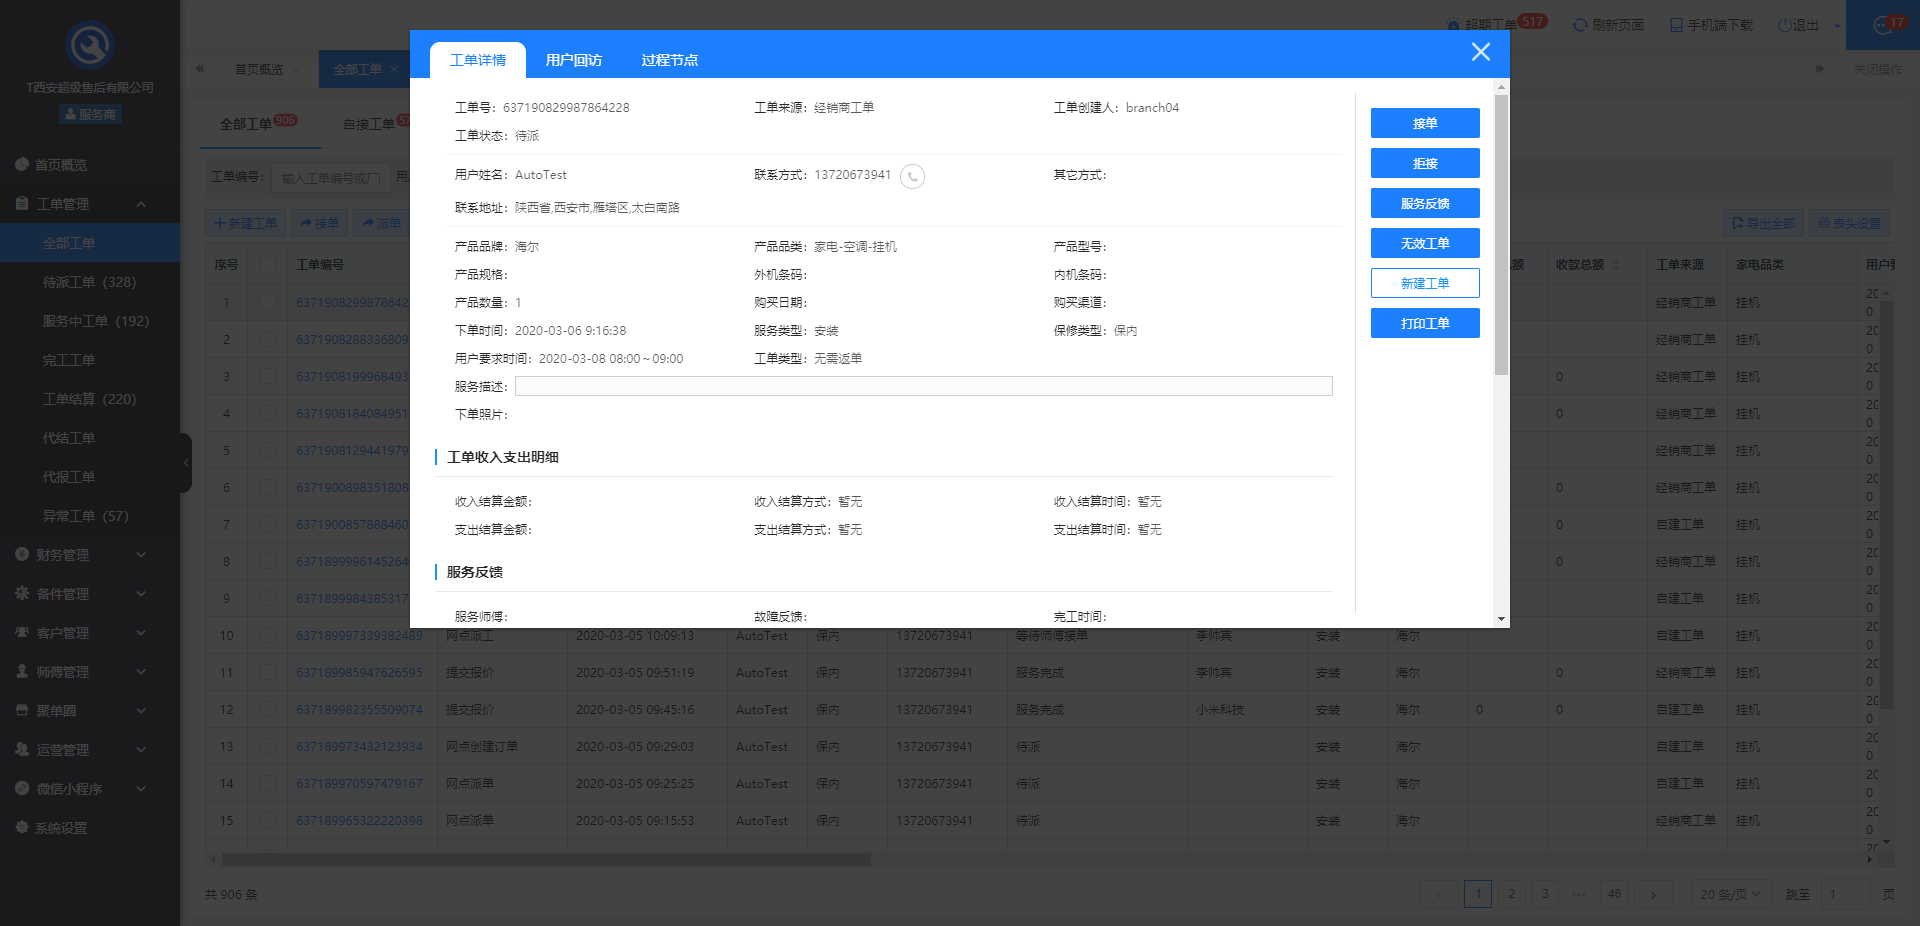 超期工单 517 刷新页面 手机端下载 退出 17
T西安超级售后有限公司
服务商
首页概览
工单管理
全部工单
待派工单（328）
服务中工单（192）
完工工单
工单结算（220）
代结工单
代报工单
异常工单（57）
财务管理
备件管理
客户管理
师傅管理
聚单圈
运营管理
微信小程序
系统设置
首页概览 全部工单 关闭操作
全部工单 906 自接工单 57
工单编号： 输入工单编号或厂
新建工单 接单 派单 导出全部 表头设置
工单详情 用户回访 过程节点
工单号：637190829987864228 工单来源：经销商工单 工单创建人：branch04
工单状态：待派
用户姓名：AutoTest 联系方式：13720673941 其它方式：
联系地址：陕西省,西安市,雁塔区,太白南路
产品品牌：海尔 产品品类：家电-空调-挂机 产品型号：
产品规格： 外机条码： 内机条码：
产品数量：1 购买日期： 购买渠道：
下单时间：2020-03-06 9:16:38 服务类型：安装 保修类型：保内
用户要求时间：2020-03-08 08:00 ~ 09:00 工单类型：无需返单
服务描述：
下单照片：
工单收入支出明细
收入结算金额： 收入结算方式：暂无 收入结算时间：暂无
支出结算金额： 支出结算方式：暂无 支出结算时间：暂无
服务反馈
服务师傅： 故障反馈： 完工时间：
接单
拒接
服务反馈
无效工单
新建工单
打印工单
序号 工单编号 收款总额 工单来源 家电品类
1 63719082998786422 经销商工单 挂机
2 经销商工单 挂机
3 0 经销商工单 挂机
4 0 经销商工单 挂机
5 经销商工单 挂机
6 0 经销商工单 挂机
7 0 自建工单 挂机
8 0 经销商工单 挂机
9 自建工单 挂机
10 637189997339382489 网点派工 2020-03-05 10:09:13 AutoTest 保内 13720673941 等待师傅接单 李帅宾 安装 海尔 自建工单 挂机
11 637189985947626595 提交报价 2020-03-05 09:51:19 AutoTest 保内 13720673941 服务完成 李帅宾 安装 海尔 0 经销商工单 挂机
12 637189982355509074 提交报价 2020-03-05 09:45:16 AutoTest 保内 13720673941 服务完成 小米科技 安装 海尔 0 0 自建工单 挂机
13 637189973432123934 网点创建订单 2020-03-05 09:29:03 AutoTest 保内 13720673941 待派 安装 海尔 自建工单 挂机
14 637189970597479167 网点派单 2020-03-05 09:25:25 AutoTest 保内 13720673941 待派 安装 海尔 自建工单 挂机
15 637189965322220398 网点派单 2020-03-05 09:15:53 AutoTest 保内 13720673941 待派 安装 海尔 经销商工单 挂机
共 906 条 1 2 3 ••• 46 20 条/页 跳至 1 页